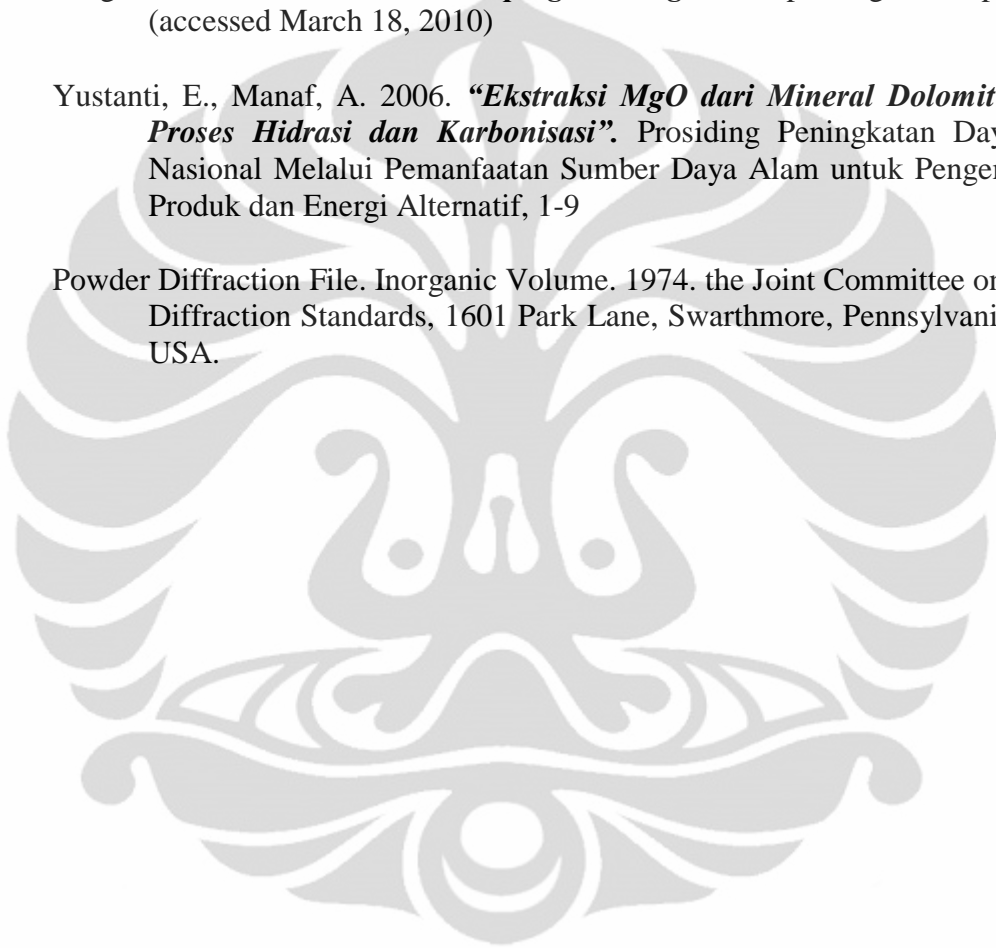 (accessed March 18, 2010)
Yustanti, E., Manaf, A. 2006. “Ekstraksi MgO dari Mineral Dolomit
Proses Hidrasi dan Karbonisasi”. Prosiding Peningkatan
Nasional Melalui Pemanfaatan Sumber Daya Alam untuk
Produk dan Energi Alternatif, 1-9
Powder Diffraction File. Inorganic Volume. 1974. the Joint Committee
Diffraction Standards, 1601 Park Lane, Swarthmore,
USA.